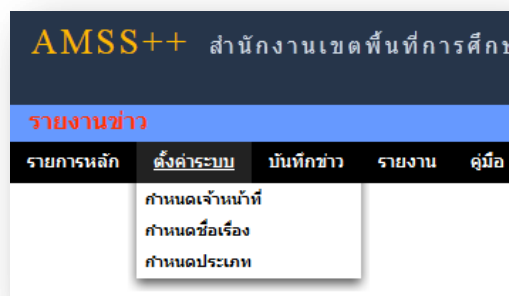 AMSS++ สำนักงานเขตพื้นที่การศึกษ
รายงานข่าว
รายการหลัก ตั้งค่าระบบ บันทึกข่าว รายงาน คู่มือ
กำหนดเจ้าหน้าที่
กำหนดชื่อเรื่อง
กำหนดประเภท